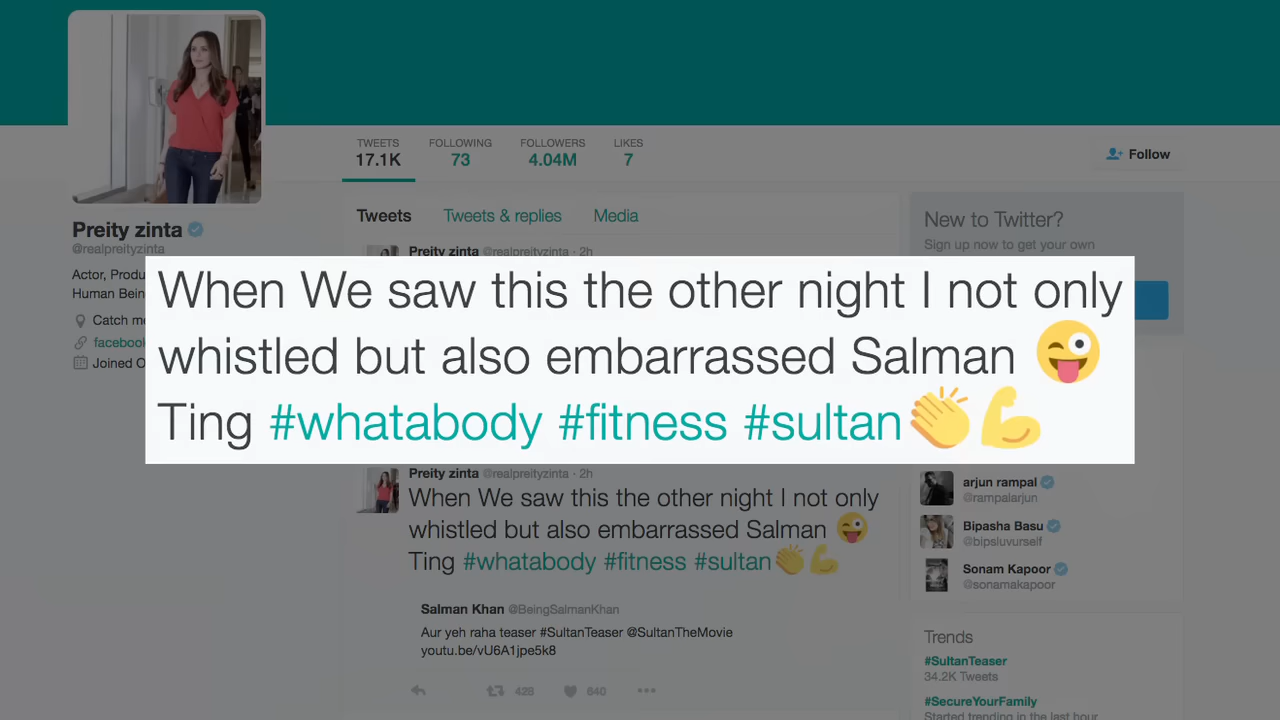 TWEETS
17.1K
FOLLOWING
73
FOLLOWERS
4.04M
LIKES
7
Follow
Preity zinta
@realpreityzinta
Actor, Produ
Human Bein
Catch me
facebook
Joined O
Tweets Tweets & replies Media
Preity zinta @realpreityzinta · 2h
When We saw this the other night I not only
whistled but also embarrassed Salman 😜
Ting #whatabody #fitness #sultan👏💪
Preity zinta @realpreityzinta · 2h
When We saw this the other night I not only
whistled but also embarrassed Salman 😜
Ting #whatabody #fitness #sultan👏💪
Salman Khan @BeingSalmanKhan
Aur yeh raha teaser #SultanTeaser @SultanTheMovie
youtu.be/vU6A1jpe5k8
428 640
New to Twitter?
Sign up now to get your own
arjun rampal
@rampalarjun
Bipasha Basu
@bipsluvurself
Sonam Kapoor
@sonamakapoor
Trends
#SultanTeaser
34.2K Tweets
#SecureYourFamily
Started trending in the last hour